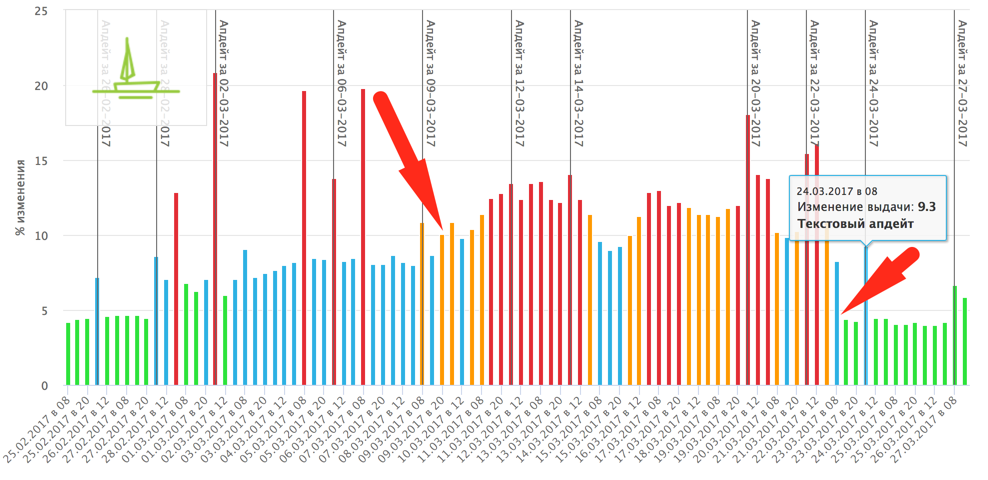 25
20
15
10
5
0
% изменения
Апдейт за 26-02-2017
Апдейт за 28-02-2017
Апдейт за 02-03-2017
Апдейт за 06-03-2017
Апдейт за 09-03-2017
Апдейт за 12-03-2017
Апдейт за 14-03-2017
Апдейт за 20-03-2017
Апдейт за 22-03-2017
Апдейт за 24-03-2017
Апдейт за 27-03-2017
24.03.2017 в 08
Изменение выдачи: 9.3
Текстовый апдейт
25.02.2017 в 08
25.02.2017 в 20
26.02.2017 в 12
27.02.2017 в 08
27.02.2017 в 20
28.02.2017 в 12
01.03.2017 в 08
01.03.2017 в 20
02.03.2017 в 12
03.03.2017 в 08
03.03.2017 в 20
04.03.2017 в 12
05.03.2017 в 08
05.03.2017 в 20
06.03.2017 в 12
07.03.2017 в 08
07.03.2017 в 20
08.03.2017 в 12
09.03.2017 в 08
09.03.2017 в 20
10.03.2017 в 12
11.03.2017 в 08
11.03.2017 в 20
12.03.2017 в 12
13.03.2017 в 08
13.03.2017 в 20
14.03.2017 в 12
15.03.2017 в 08
15.03.2017 в 20
16.03.2017 в 12
17.03.2017 в 08
17.03.2017 в 20
18.03.2017 в 12
19.03.2017 в 08
19.03.2017 в 20
20.03.2017 в 12
21.03.2017 в 08
21.03.2017 в 20
22.03.2017 в 12
23.03.2017 в 08
23.03.2017 в 20
24.03.2017 в 12
25.03.2017 в 08
25.03.2017 в 20
26.03.2017 в 12
27.03.2017 в 08